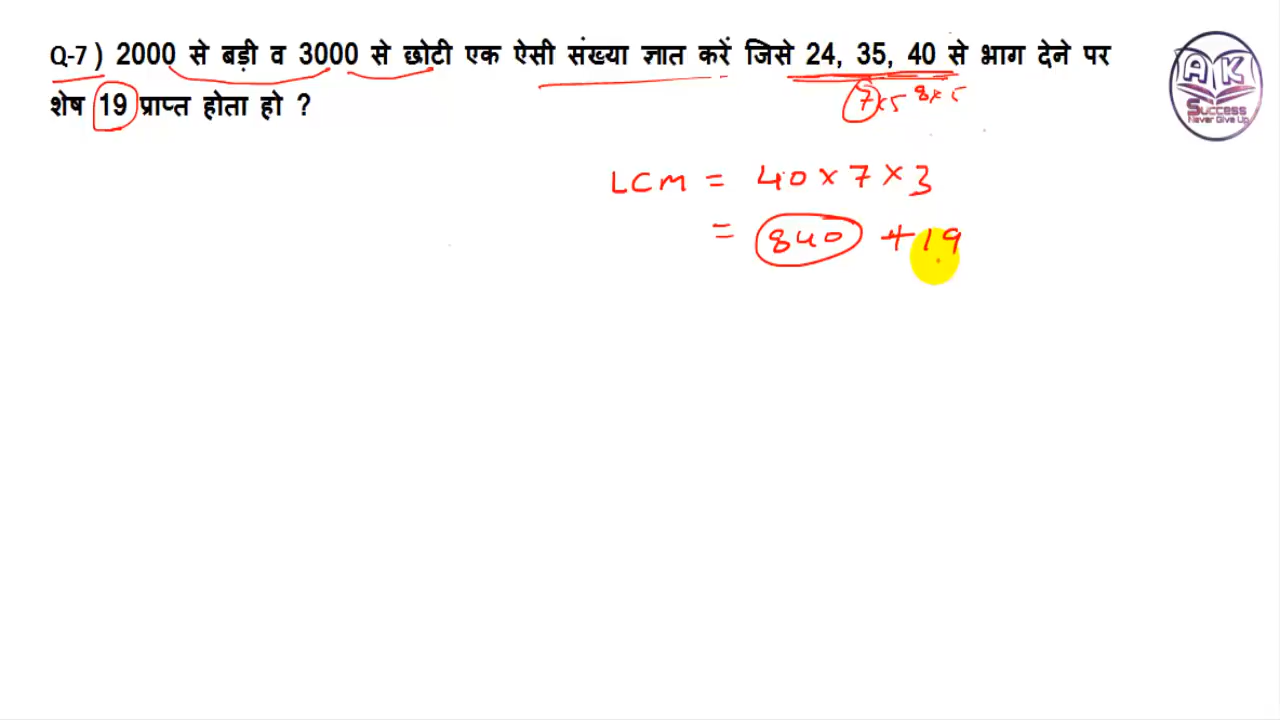 Q-7 ) 2000 से बड़ी व 3000 से छोटी एक ऐसी संख्या ज्ञात करें जिसे 24, 35, 40 से भाग देने पर
शेष 19 प्राप्त होता हो ?
7×5 8×5
LCM = 40×7×3
= 840 +19
AK
Success
Never Give Up